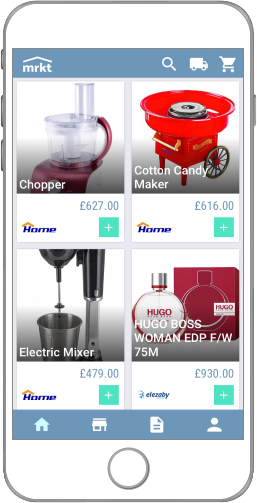 mrkt
Chopper
£627.00
Home
Cotton Candy
Maker
£616.00
Home
Electric Mixer
£479.00
Home
HUGO
HUGO BOSS
WOMAN EDP F/W
75M
£930.00
elezaby